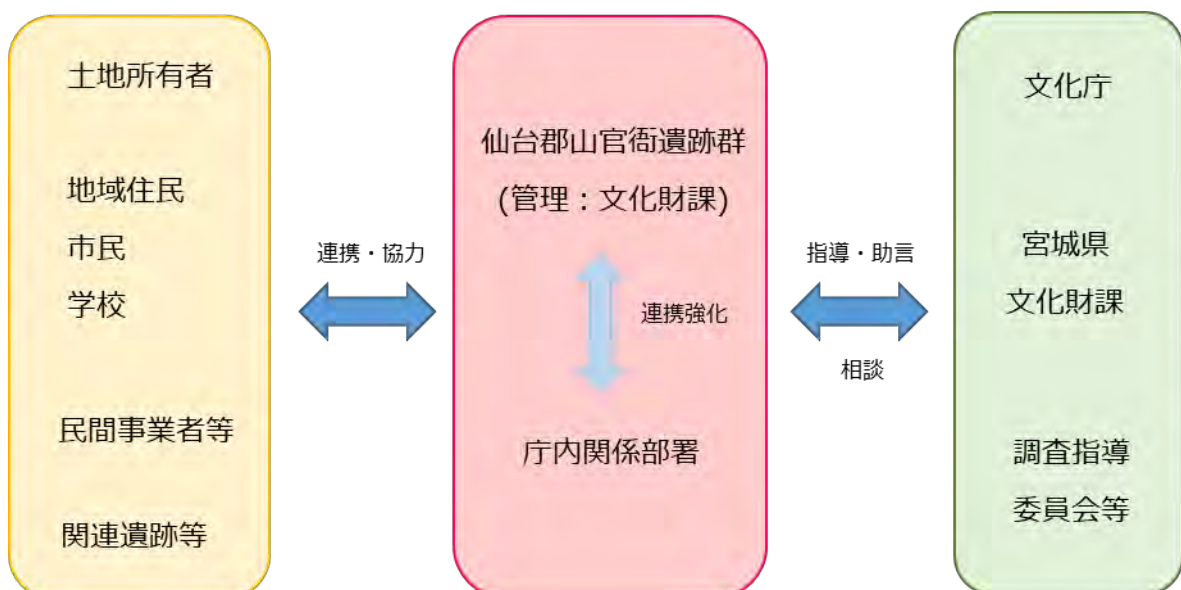 土地所有者
地域住民
市民
学校
民間事業者等
関連遺跡等
連携・協力
仙台郡山官衙遺跡群
(管理：文化財課)
連携強化
庁内関係部署
指導・助言
相談
文化庁
宮城県
文化財課
調査指導
委員会等